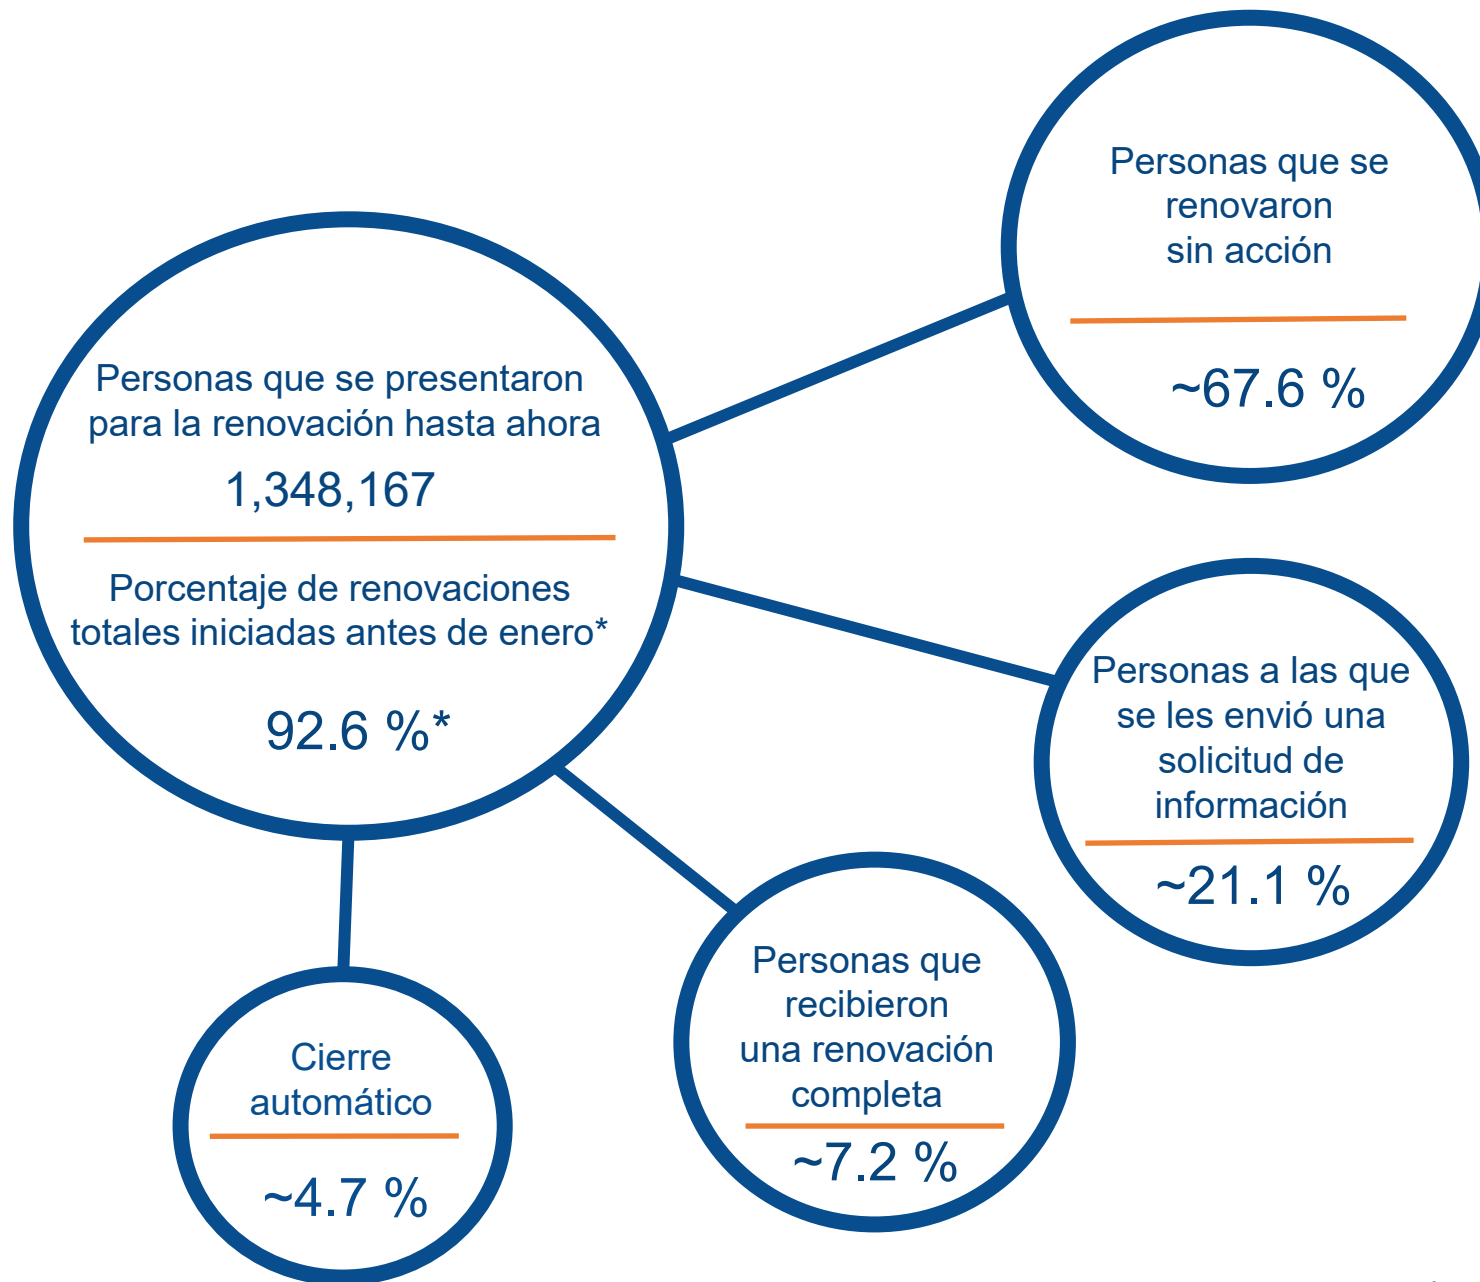 Personas que se presentaron
para la renovación hasta ahora
1,348,167
Porcentaje de renovaciones
totales iniciadas antes de enero*
92.6 %*
Personas que se
renovaron
sin acción
~67.6 %
Personas a las que
se les envió una
solicitud de
información
~21.1 %
Personas que
recibieron
una renovación
completa
~7.2 %
Cierre
automático
~4.7 %